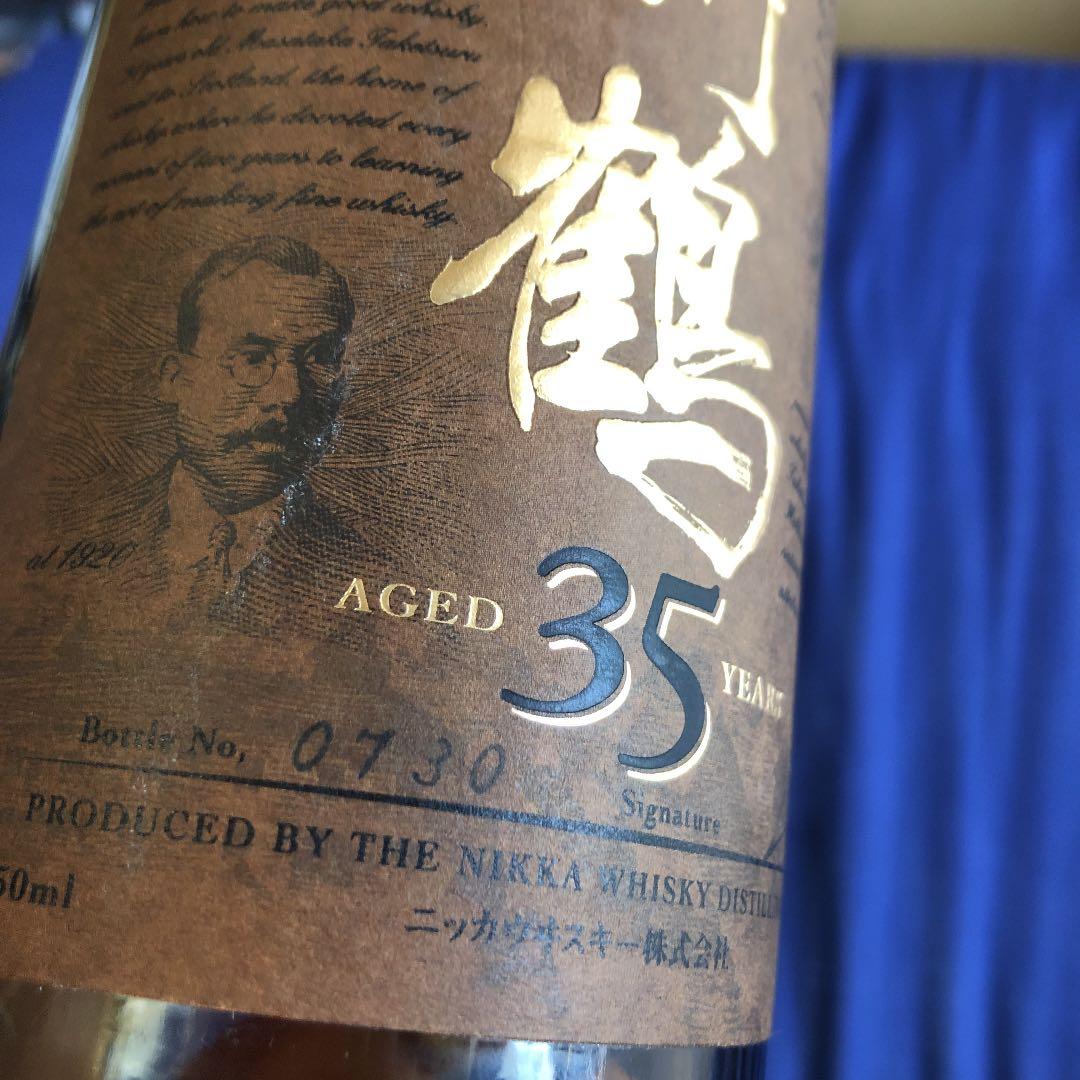 how to make good whisky.
years old, Masataka Taketsuru
to Scotland, the home of
whisky where he devoted every
moment of two years to learning
the art of making fine whisky.
鶴
at 1920
AGED 35 YEARS
Bottle No, 0730
Signature
PRODUCED BY THE NIKKA WHISKY DISTILL
50ml
ニッカウヰスキー株式会社